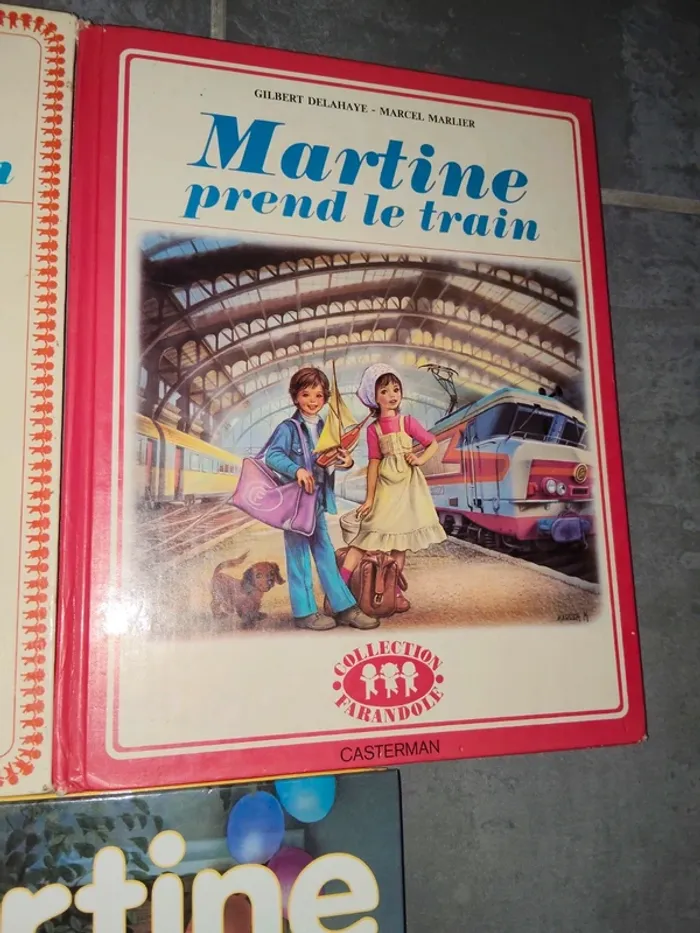 GILBERT DELAHAYE - MARCEL MARLIER
Martine
prend le train
COLLECTION
FARANDOLE
CASTERMAN
rtine